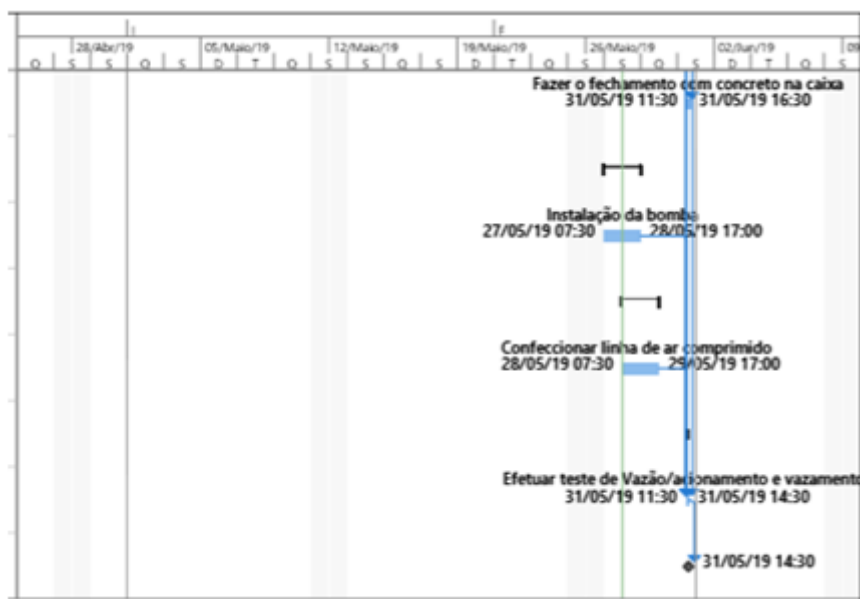 I F
28/Abr/19 05/Maio/19 12/Maio/19 19/Maio/19 26/Maio/19 02/Jun/19 09
Q S S Q S D T Q S S Q S D T Q S S Q S D T Q
Fazer o fechamento com concreto na caixa
31/05/19 11:30 31/05/19 16:30
Instalação da bomba
27/05/19 07:30 28/05/19 17:00
Confeccionar linha de ar comprimido
28/05/19 07:30 29/05/19 17:00
Efetuar teste de Vazão/acionamento e vazamento
31/05/19 11:30 31/05/19 14:30
31/05/19 14:30